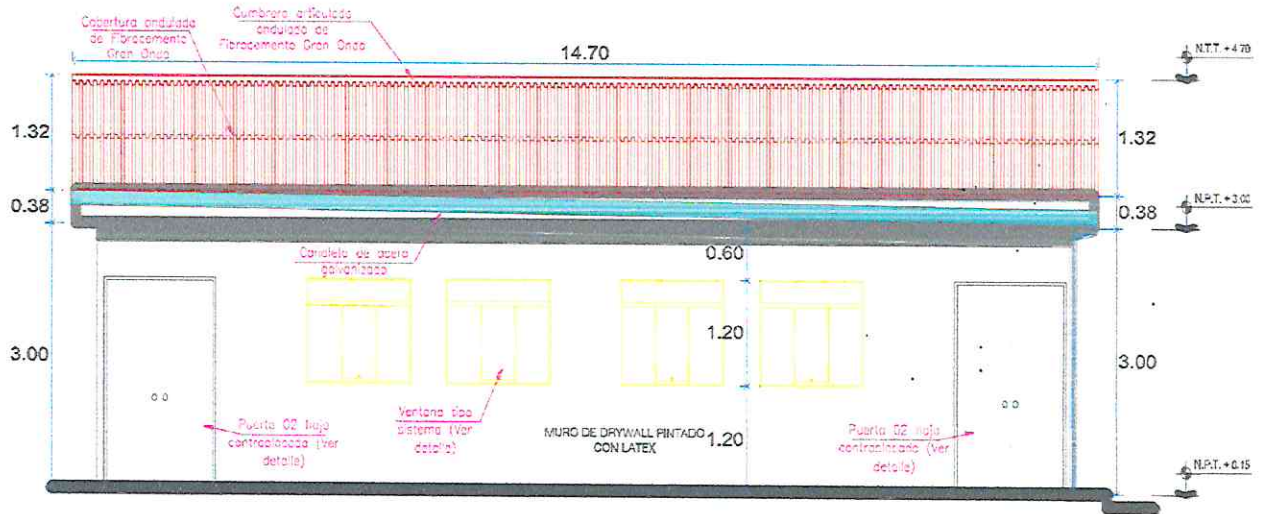 Cobertura ondulada
de Fibrocemento
Gran Onda
Cumbrera articulada
ondulado de
Fibrocemento Gran Onda
14.70
N.T.T. +4.70
1.32
1.32
0.38
0.38
N.P.T. +3.00
Canaleta de acero
galvanizado
0.60
1.20
3.00
3.00
Puerta 02 hoja
contraplacada (Ver
detalle)
Ventana tipo
sistema (Ver
detalle)
MURO DE DRYWALL PINTADO
CON LATEX
1.20
Puerta 02 hoja
contraplacada (Ver
detalle)
N.P.T. +0.15